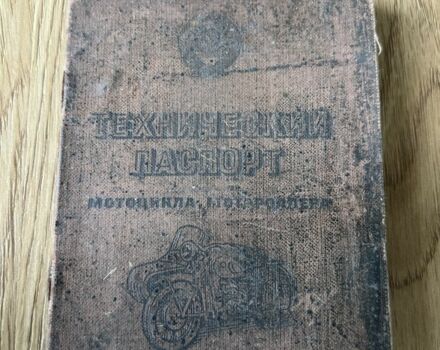 ТЕХНИЧЕСКИЙ
ПАСПОРТ
МОТОЦИКЛА, МОТОРОЛЛЕРА